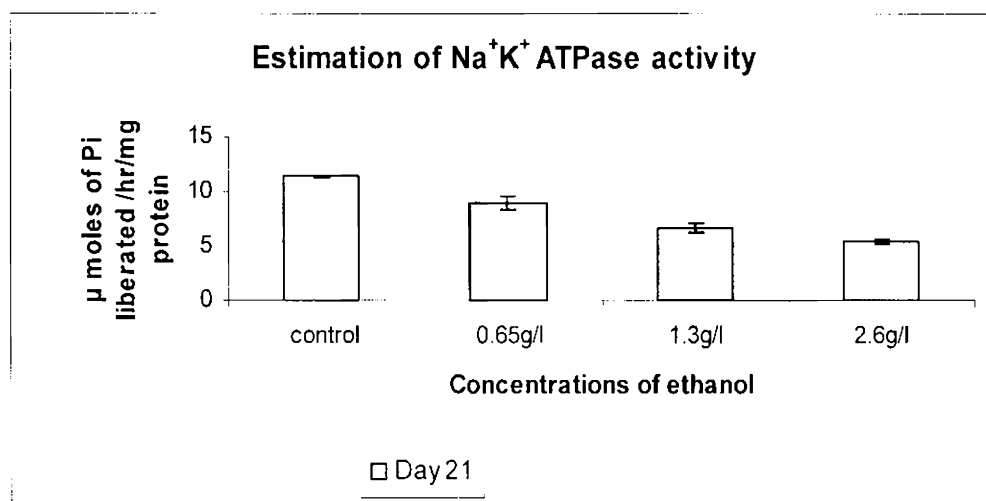 Estimation of Na⁺K⁺ ATPase activity
µ moles of Pi
liberated /hr/mg
protein
15
10
5
0
control 0.65g/l 1.3g/l 2.6g/l
Concentrations of ethanol
Day 21